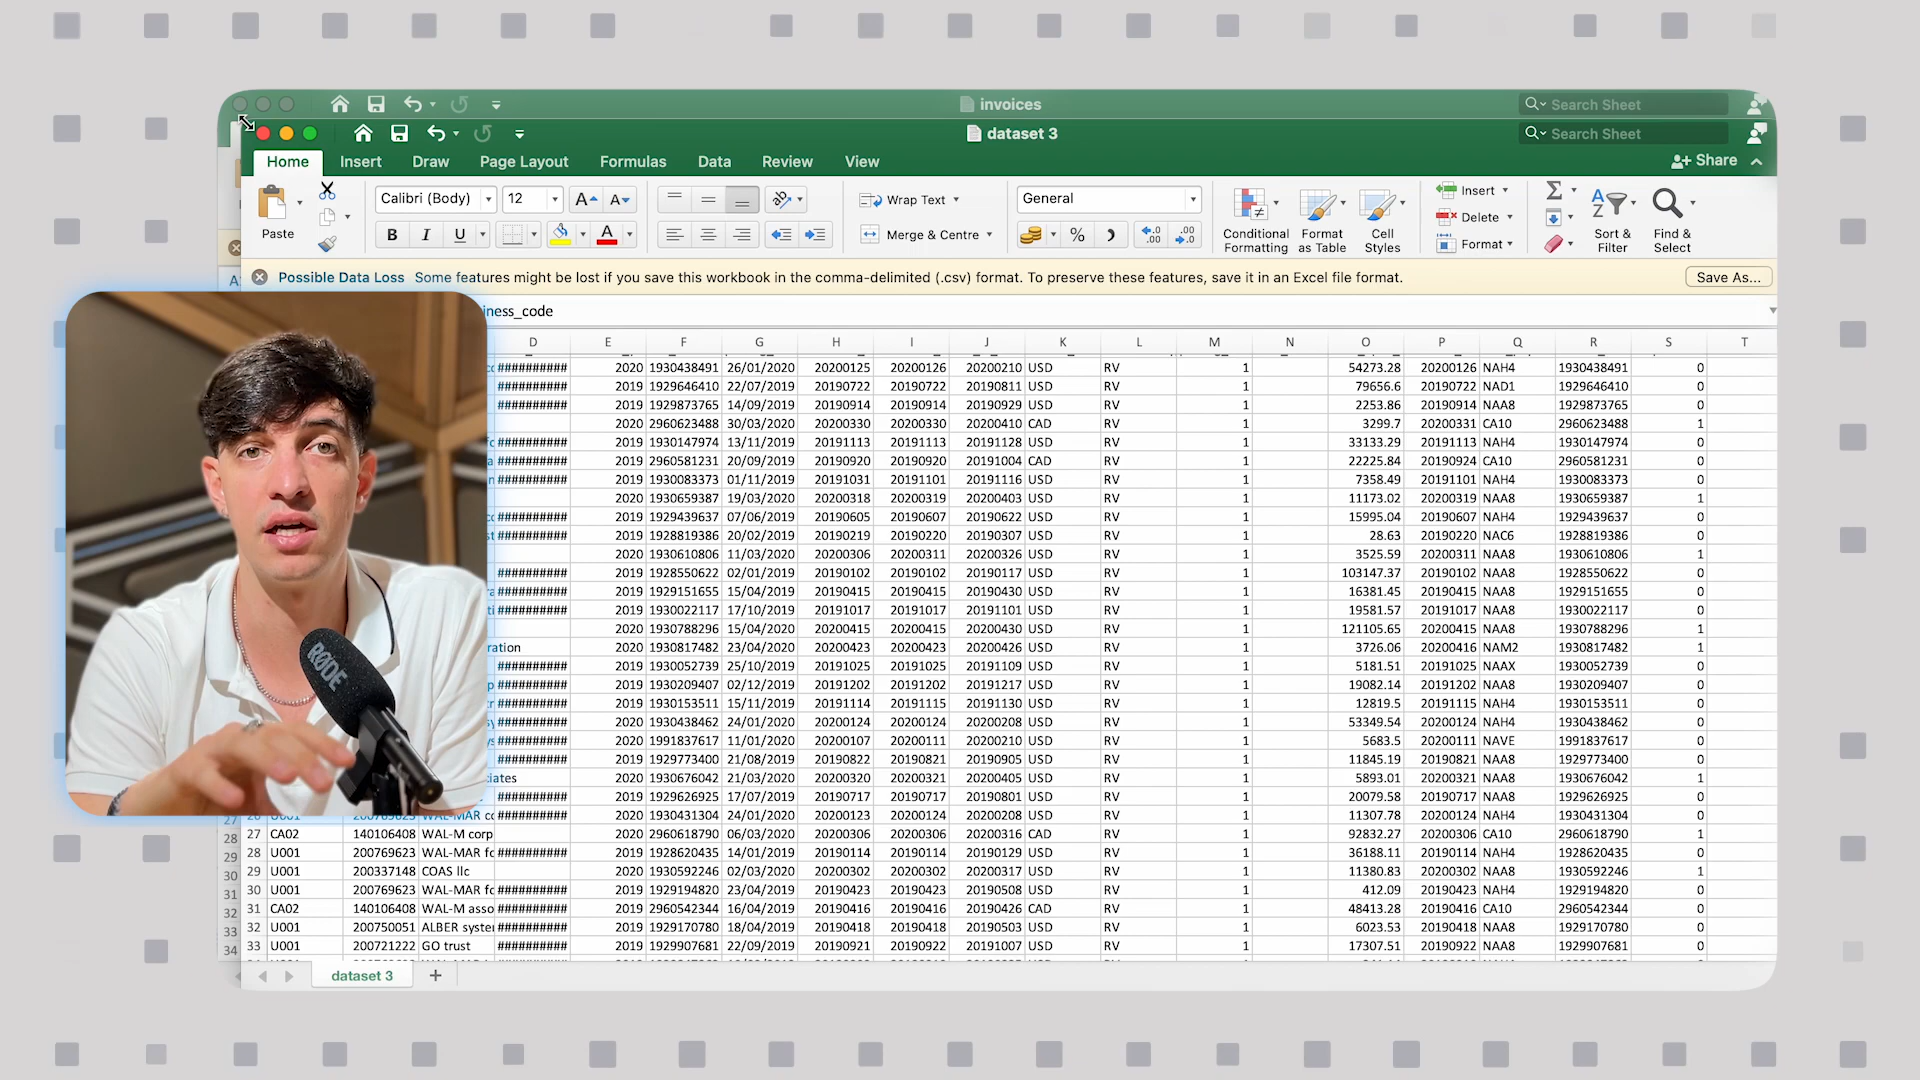 invoices
Search Sheet
dataset 3
Search Sheet
Home Insert Draw Page Layout Formulas Data Review View Share
Calibri (Body) 12 Wrap Text General Insert
Paste B I U A Merge & Centre % Conditional Formatting Format as Table Cell Styles Delete Format Sort & Filter Find & Select
Possible Data Loss Some features might be lost if you save this workbook in the comma-delimited (.csv) format. To preserve these features, save it in an Excel file format. Save As...
iness_code
D E F G H I J K L M N O P Q R S T
########## 2020 1930438491 26/01/2020 20200125 20200126 20200210 USD RV 1 54273.28 20200126 NAH4 1930438491 0
########## 2019 1929646410 22/07/2019 20190722 20190722 20190811 USD RV 1 79656.6 20190722 NAD1 1929646410 0
########## 2019 1929873765 14/09/2019 20190914 20190914 20190929 USD RV 1 2253.86 20190914 NAA8 1929873765 0
2020 2960623488 30/03/2020 20200330 20200330 20200410 CAD RV 1 3299.7 20200331 CA10 2960623488 1
########## 2019 1930147974 13/11/2019 20191113 20191113 20191128 USD RV 1 33133.29 20191113 NAH4 1930147974 0
########## 2019 2960581231 20/09/2019 20190920 20190920 20191004 CAD RV 1 22225.84 20190924 CA10 2960581231 0
########## 2019 1930083373 01/11/2019 20191031 20191101 20191116 USD RV 1 7358.49 20191101 NAH4 1930083373 0
2020 1930659387 19/03/2020 20200318 20200319 20200403 USD RV 1 11173.02 20200319 NAA8 1930659387 1
########## 2019 1929439637 07/06/2019 20190605 20190607 20190622 USD RV 1 15995.04 20190607 NAH4 1929439637 0
########## 2019 1928819386 20/02/2019 20190219 20190220 20190307 USD RV 1 28.63 20190220 NAC6 1928819386 0
2020 1930610806 11/03/2020 20200306 20200311 20200326 USD RV 1 3525.59 20200311 NAA8 1930610806 1
########## 2019 1928550622 02/01/2019 20190102 20190102 20190117 USD RV 1 103147.37 20190102 NAA8 1928550622 0
########## 2019 1929151655 15/04/2019 20190415 20190415 20190430 USD RV 1 16381.45 20190415 NAA8 1929151655 0
########## 2019 1930022117 17/10/2019 20191017 20191017 20191101 USD RV 1 19581.57 20191017 NAA8 1930022117 0
2020 1930788296 15/04/2020 20200415 20200415 20200430 USD RV 1 121105.65 20200415 NAA8 1930788296 1
ration 2020 1930817482 23/04/2020 20200423 20200423 20200426 USD RV 1 3726.06 20200416 NAM2 1930817482 1
########## 2019 1930052739 25/10/2019 20191025 20191025 20191109 USD RV 1 5181.51 20191025 NAAX 1930052739 0
########## 2019 1930209407 02/12/2019 20191202 20191202 20191217 USD RV 1 19082.14 20191202 NAA8 1930209407 0
########## 2019 1930153511 15/11/2019 20191114 20191115 20191130 USD RV 1 12819.5 20191115 NAH4 1930153511 0
########## 2020 1930438462 24/01/2020 20200124 20200124 20200208 USD RV 1 53349.54 20200124 NAH4 1930438462 0
########## 2020 1991837617 11/01/2020 20200107 20200111 20200210 USD RV 1 5683.5 20200111 NAVE 1991837617 0
########## 2019 1929773400 21/08/2019 20190822 20190821 20190905 USD RV 1 11845.19 20190821 NAA8 1929773400 0
ciates 2020 1930676042 21/03/2020 20200320 20200321 20200405 USD RV 1 5893.01 20200321 NAA8 1930676042 1
########## 2019 1929626925 17/07/2019 20190717 20190717 20190801 USD RV 1 20079.58 20190717 NAA8 1929626925 0
26 U001 200769623 WAL-MAR co ########## 2020 1930431304 24/01/2020 20200123 20200124 20200208 USD RV 1 11307.78 20200124 NAH4 1930431304 0
27 CA02 140106408 WAL-M corp 2020 2960618790 06/03/2020 20200306 20200306 20200316 CAD RV 1 92832.27 20200306 CA10 2960618790 1
28 U001 200769623 WAL-MAR fo ########## 2019 1928620435 14/01/2019 20190114 20190114 20190129 USD RV 1 36188.11 20190114 NAH4 1928620435 0
29 U001 200337148 COAS llc 2020 1930592246 02/03/2020 20200302 20200302 20200317 USD RV 1 11380.83 20200302 NAA8 1930592246 1
30 U001 200769623 WAL-MAR fo ########## 2019 1929194820 23/04/2019 20190423 20190423 20190508 USD RV 1 412.09 20190423 NAH4 1929194820 0
31 CA02 140106408 WAL-M asso ########## 2019 2960542344 16/04/2019 20190416 20190416 20190426 CAD RV 1 48413.28 20190416 CA10 2960542344 0
32 U001 200750051 ALBER syste ########## 2019 1929170780 18/04/2019 20190418 20190418 20190503 USD RV 1 6023.53 20190418 NAA8 1929170780 0
33 U001 200721222 GO trust ########## 2019 1929907681 22/09/2019 20190921 20190922 20191007 USD RV 1 17307.51 20190922 NAA8 1929907681 0
27
28
29
30
31
32
33
34
dataset 3
RØDE